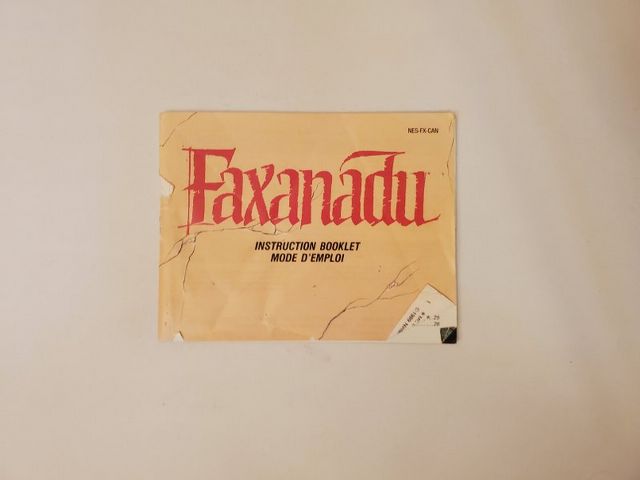 NES-FX-CAN
Faxanadu
INSTRUCTION BOOKLET
MODE D'EMPLOI